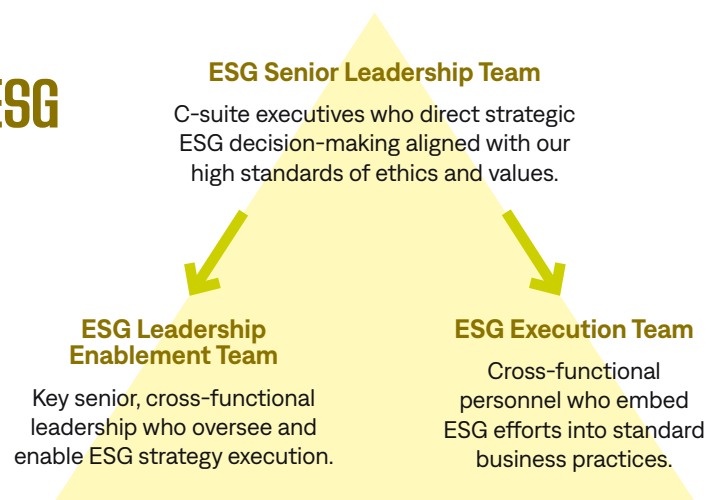 ESG
ESG Senior Leadership Team
C-suite executives who direct strategic
ESG decision-making aligned with our
high standards of ethics and values.
ESG Leadership
Enablement Team
Key senior, cross-functional
leadership who oversee and
enable ESG strategy execution.
ESG Execution Team
Cross-functional
personnel who embed
ESG efforts into standard
business practices.